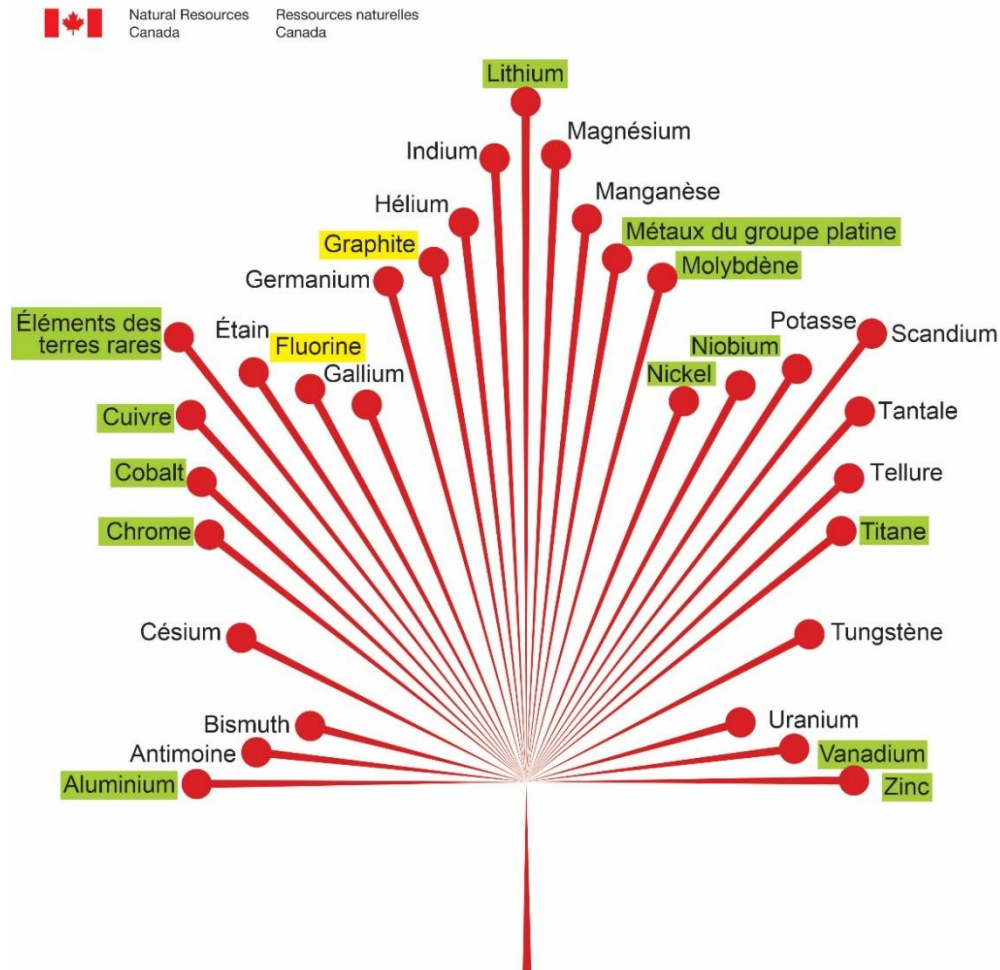 Natural Resources
Canada
Ressources naturelles
Canada
Lithium
Indium
Magnésium
Hélium
Manganèse
Graphite
Métaux du groupe platine
Germanium
Molybdène
Éléments des
terres rares
Étain
Fluorine
Gallium
Potasse
Scandium
Niobium
Nickel
Cuivre
Tantale
Cobalt
Tellure
Chrome
Titane
Césium
Tungstène
Bismuth
Uranium
Antimoine
Vanadium
Aluminium
Zinc